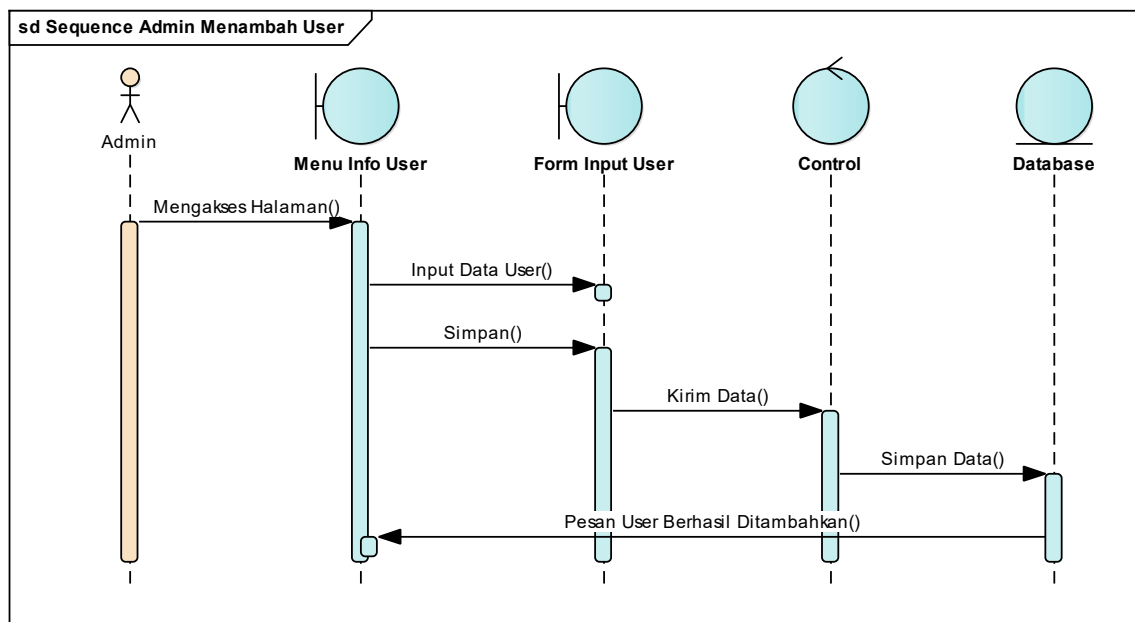 sd Sequence Admin Menambah User
Admin
Menu Info User
Form Input User
Control
Database
Mengakses Halaman()
Input Data User()
Simpan()
Kirim Data()
Simpan Data()
Pesan User Berhasil Ditambahkan()